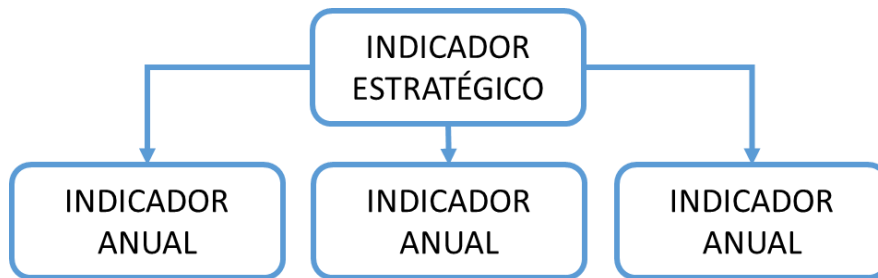 INDICADOR
ESTRATÉGICO
INDICADOR
ANUAL
INDICADOR
ANUAL
INDICADOR
ANUAL